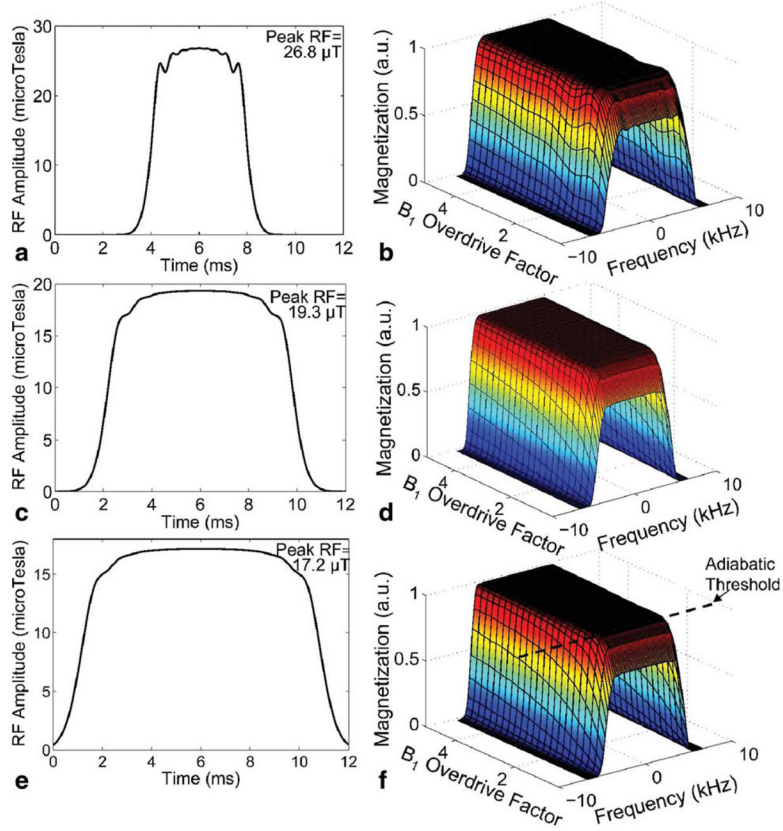 30
25
20
15
10
5
0
RF Amplitude (microTesla)
0 2 4 6 8 10 12
Time (ms)
Peak RF=
26.8 µT
a
1
0.5
0
Magnetization (a.u.)
4
2
B1 Overdrive Factor
−10
0
10
Frequency (kHz)
b
20
15
10
5
0
RF Amplitude (microTesla)
0 2 4 6 8 10 12
Time (ms)
Peak RF=
19.3 µT
c
1
0.5
0
Magnetization (a.u.)
4
2
B1 Overdrive Factor
−10
0
10
Frequency (kHz)
d
15
10
5
0
RF Amplitude (microTesla)
0 2 4 6 8 10 12
Time (ms)
Peak RF=
17.2 µT
e
1
0.5
0
Magnetization (a.u.)
4
2
B1 Overdrive Factor
−10
0
10
Frequency (kHz)
Adiabatic
Threshold
f